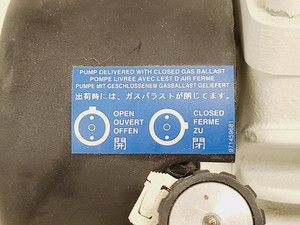 PUMP DELIVERED WITH CLOSED GAS BALLAST
POMPE LIVREE AVEC LEST D'AIR FERME
PUMPE MIT GESCHLOSSENEM GASBALLAST GELIEFERT
出荷時には、ガスバラストが閉じてます。
OPEN
OUVERT
OFFEN
開
CLOSED
FERME
ZU
閉
971459681